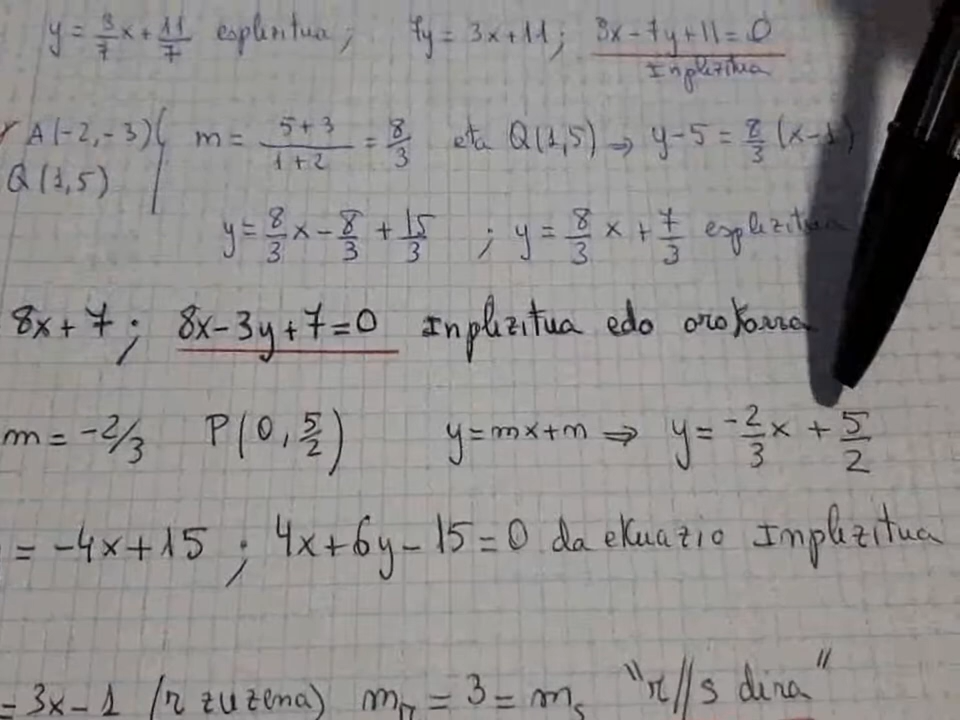 y = 3/7 x + 11/7 esplizitua ; 7y = 3x + 11 ; 3x - 7y + 11 = 0
Inplizitua
A(-2,-3) m = (5+3)/(1+2) = 8/3 eta Q(1,5) ⇒ y - 5 = 8/3 (x - 1)
Q(1,5)
y = 8/3 x - 8/3 + 15/3 ; y = 8/3 x + 7/3 esplizitua
8x + 7 ; 8x - 3y + 7 = 0 Inplizitua edo orokorra
m = -2/3 P(0, 5/2) y = mx + n ⇒ y = -2/3 x + 5/2
= -4x + 15 ; 4x + 6y - 15 = 0 da ekuazio Implizitua
= 3x - 1 (r zuzena) m_r = 3 = m_s "r//s dira"